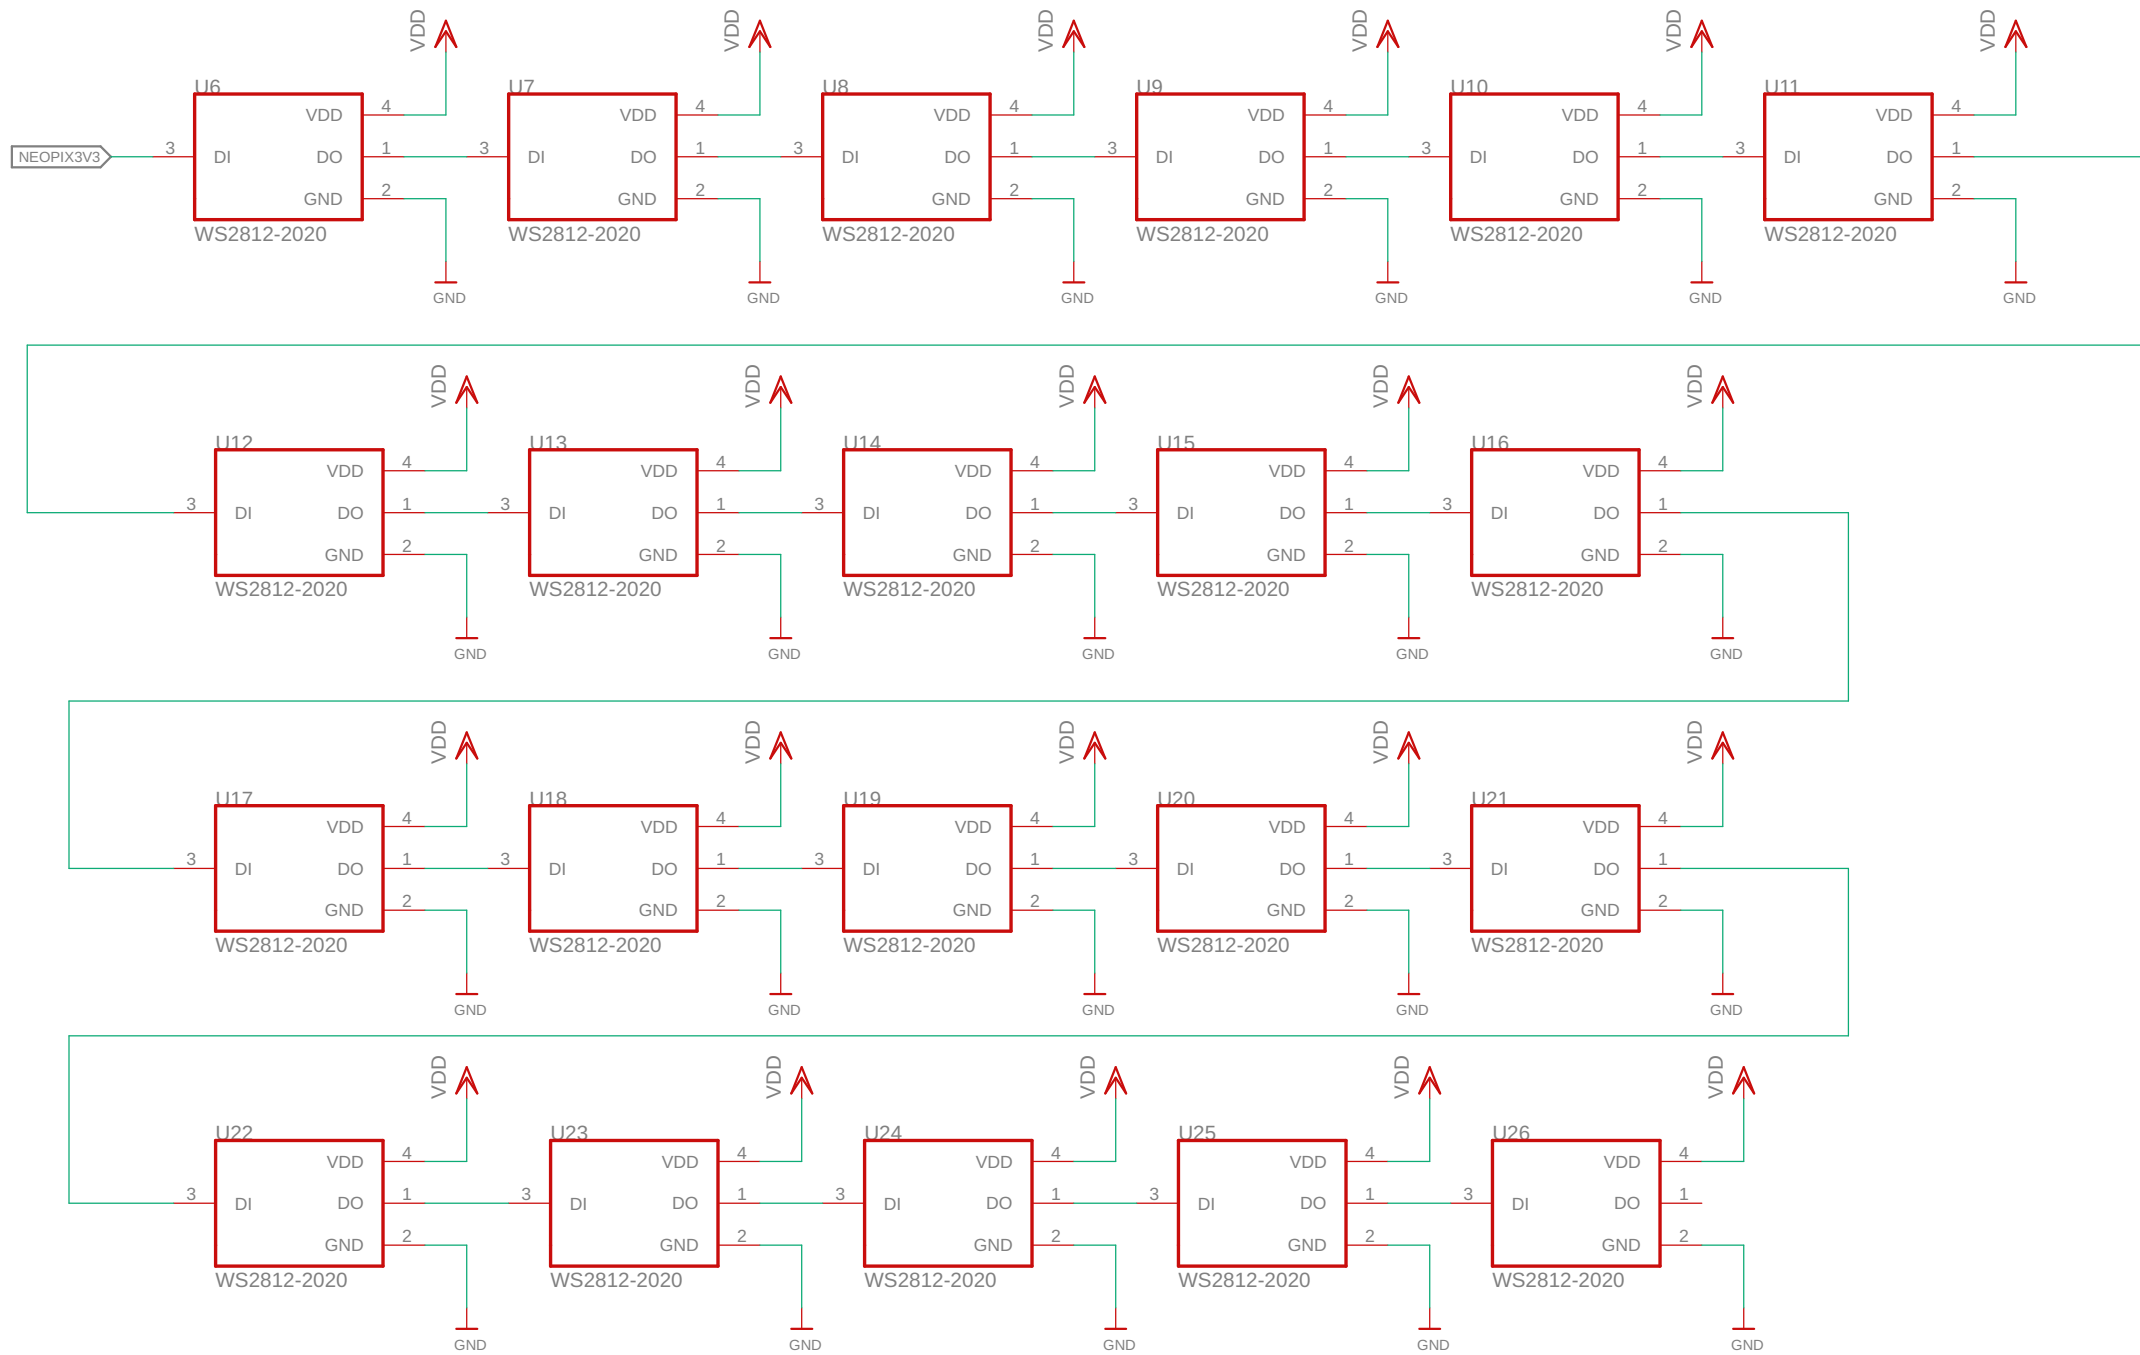 VDD VDD VDD VDD VDD VDD
U6 U7 U8 U9 U10 U11
VDD 4 VDD 4 VDD 4 VDD 4 VDD 4 VDD 4
NEOPIX3V3 3 DI DO 1 3 DI DO 1 3 DI DO 1 3 DI DO 1 3 DI DO 1 3 DI DO 1
GND 2 GND 2 GND 2 GND 2 GND 2 GND 2
WS2812-2020 WS2812-2020 WS2812-2020 WS2812-2020 WS2812-2020 WS2812-2020
GND GND GND GND GND GND
VDD VDD VDD VDD VDD
U12 U13 U14 U15 U16
VDD 4 VDD 4 VDD 4 VDD 4 VDD 4
3 DI DO 1 3 DI DO 1 3 DI DO 1 3 DI DO 1 3 DI DO 1
GND 2 GND 2 GND 2 GND 2 GND 2
WS2812-2020 WS2812-2020 WS2812-2020 WS2812-2020 WS2812-2020
GND GND GND GND GND
VDD VDD VDD VDD VDD
U17 U18 U19 U20 U21
VDD 4 VDD 4 VDD 4 VDD 4 VDD 4
3 DI DO 1 3 DI DO 1 3 DI DO 1 3 DI DO 1 3 DI DO 1
GND 2 GND 2 GND 2 GND 2 GND 2
WS2812-2020 WS2812-2020 WS2812-2020 WS2812-2020 WS2812-2020
GND GND GND GND GND
VDD VDD VDD VDD VDD
U22 U23 U24 U25 U26
VDD 4 VDD 4 VDD 4 VDD 4 VDD 4
3 DI DO 1 3 DI DO 1 3 DI DO 1 3 DI DO 1 3 DI DO 1
GND 2 GND 2 GND 2 GND 2 GND 2
WS2812-2020 WS2812-2020 WS2812-2020 WS2812-2020 WS2812-2020
GND GND GND GND GND